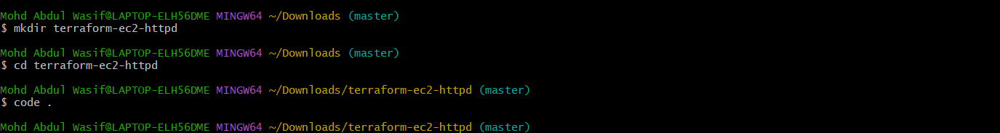 Mohd Abdul Wasif@LAPTOP-ELH56DME MINGW64 ~/Downloads (master)
$ mkdir terraform-ec2-httpd
Mohd Abdul Wasif@LAPTOP-ELH56DME MINGW64 ~/Downloads (master)
$ cd terraform-ec2-httpd
Mohd Abdul Wasif@LAPTOP-ELH56DME MINGW64 ~/Downloads/terraform-ec2-httpd (master)
$ code .
Mohd Abdul Wasif@LAPTOP-ELH56DME MINGW64 ~/Downloads/terraform-ec2-httpd (master)